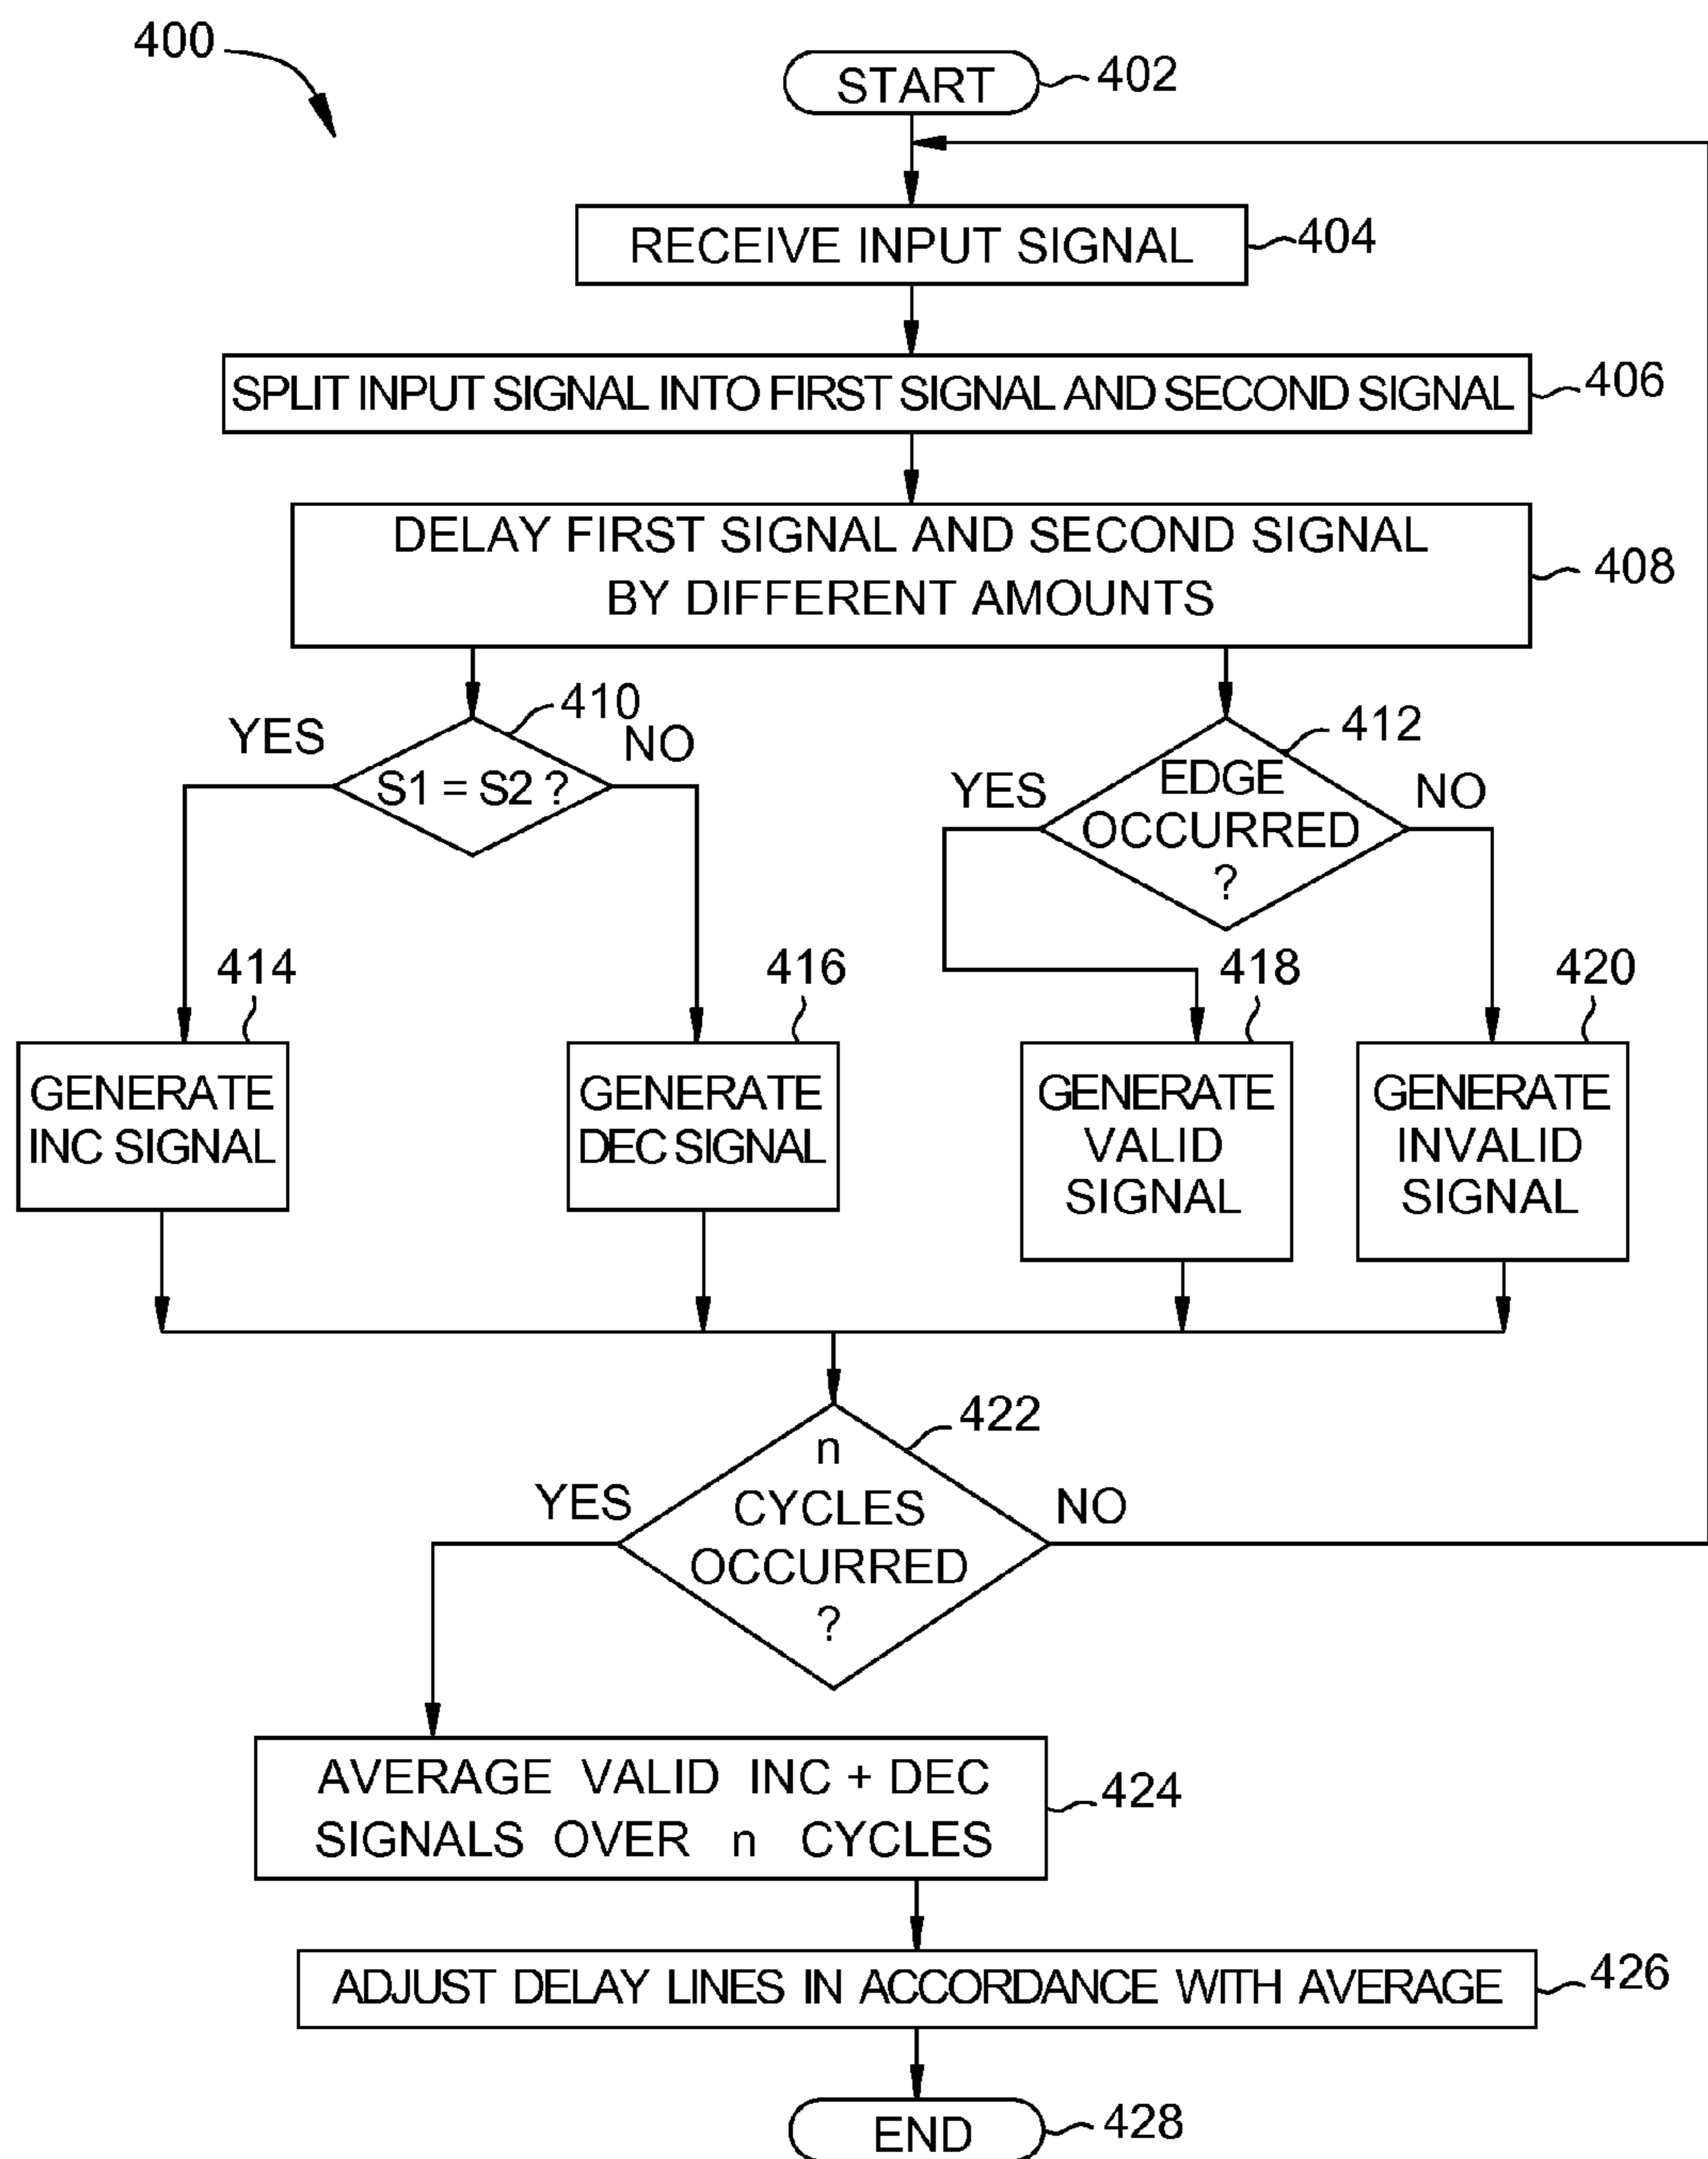 400
START
402
RECEIVE INPUT SIGNAL
404
SPLIT INPUT SIGNAL INTO FIRST SIGNAL AND SECOND SIGNAL
406
DELAY FIRST SIGNAL AND SECOND SIGNAL
BY DIFFERENT AMOUNTS
408
410
YES
NO
S1 = S2 ?
412
YES
NO
EDGE
OCCURRED
?
414
416
418
420
GENERATE
INC SIGNAL
GENERATE
DEC SIGNAL
GENERATE
VALID
SIGNAL
GENERATE
INVALID
SIGNAL
422
YES
NO
n
CYCLES
OCCURRED
?
AVERAGE VALID INC + DEC
SIGNALS OVER n CYCLES
424
ADJUST DELAY LINES IN ACCORDANCE WITH AVERAGE
426
END
428